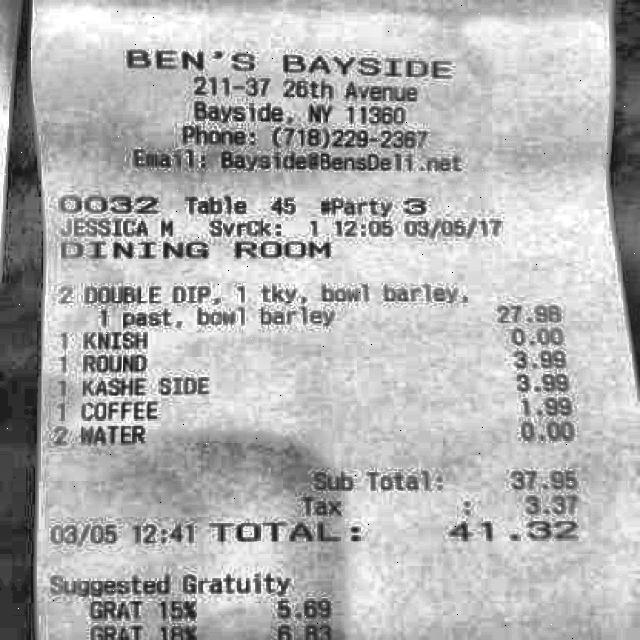 BEN'S BAYSIDE
211-37 26th Avenue
Bayside, NY 11360
Phone: (718)229-2367
Email: Bayside@BensDeli.net
0032 Table 45 #Party 3
JESSICA M SvrCk: 1 12:05 03/05/17
DINING ROOM
2 DOUBLE DIP, 1 tky, bowl barley,
1 past, bowl barley 27.98
1 KNISH 0.00
1 ROUND 3.99
1 KASHE SIDE 3.99
1 COFFEE 1.99
2 WATER 0.00
Sub Total: 37.95
Tax : 3.37
03/05 12:41 TOTAL: 41.32
Suggested Gratuity
GRAT 15% 5.69
GRAT 18% 6.83